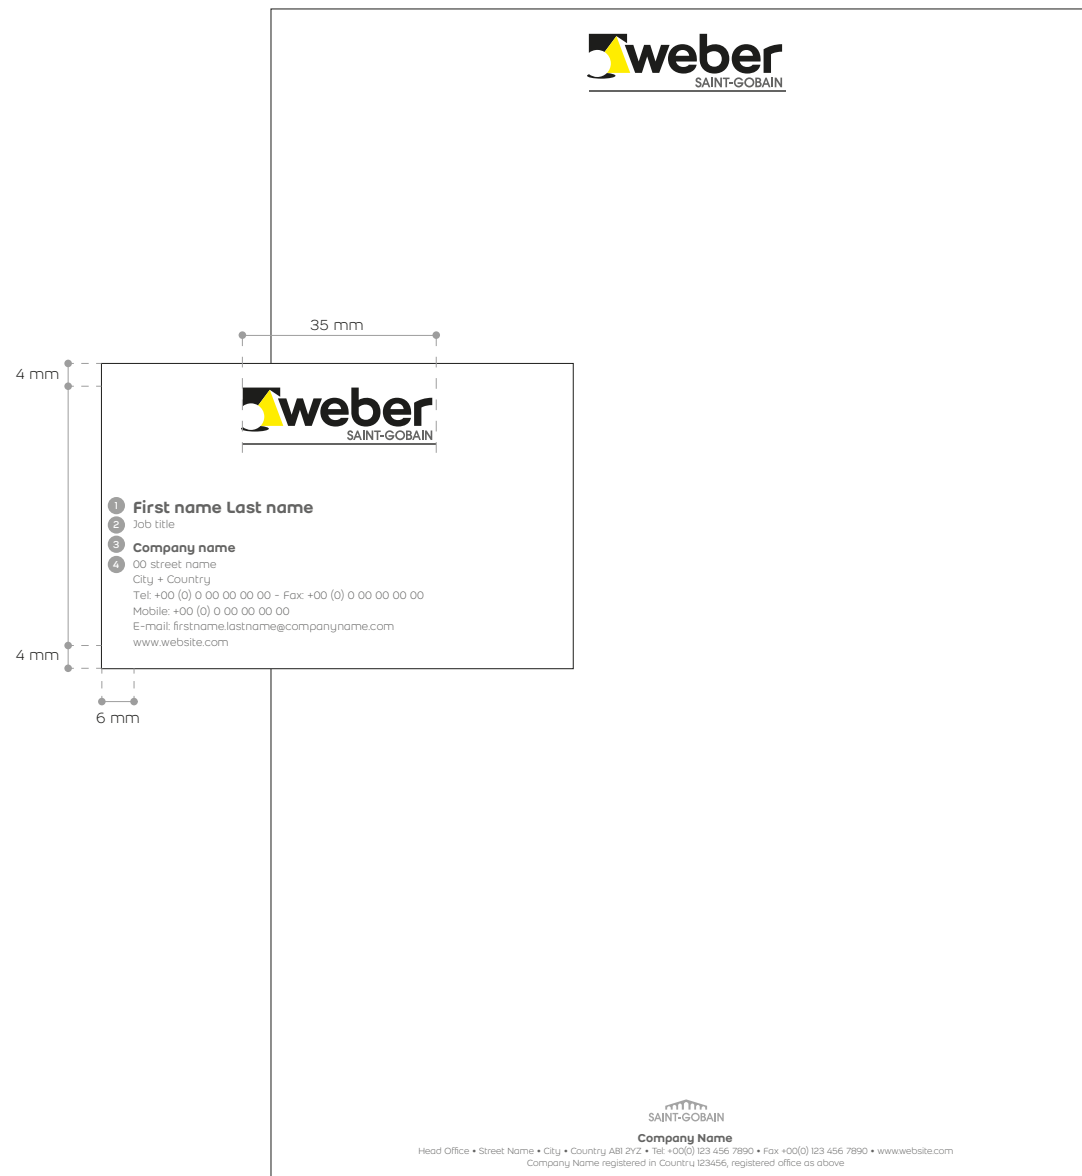 weber
SAINT-GOBAIN
35 mm
4 mm
weber
SAINT-GOBAIN
1 First name Last name
2 Job title
3 Company name
4 00 street name
City + Country
Tel: +00 (0) 0 00 00 00 00 - Fax: +00 (0) 0 00 00 00 00
Mobile: +00 (0) 0 00 00 00 00
E-mail: firstname.lastname@companyname.com
www.website.com
4 mm
6 mm
SAINT-GOBAIN
Company Name
Head Office • Street Name • City • Country AB1 2YZ • Tel: +00(0) 123 456 7890 • Fax +00(0) 123 456 7890 • www.website.com
Company Name registered in Country 123456, registered office as above